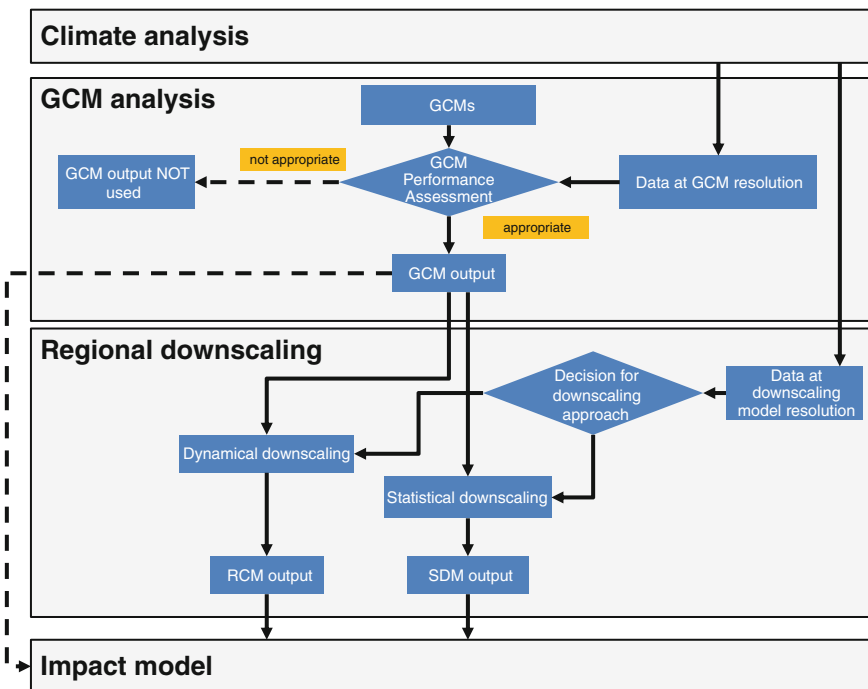 Climate analysis
GCM analysis
GCMs
not appropriate
GCM
Performance
Assessment
GCM output NOT
used
Data at GCM resolution
appropriate
GCM output
Regional downscaling
Decision for
downscaling
approach
Data at
downscaling
model resolution
Dynamical downscaling
Statistical downscaling
RCM output
SDM output
Impact model